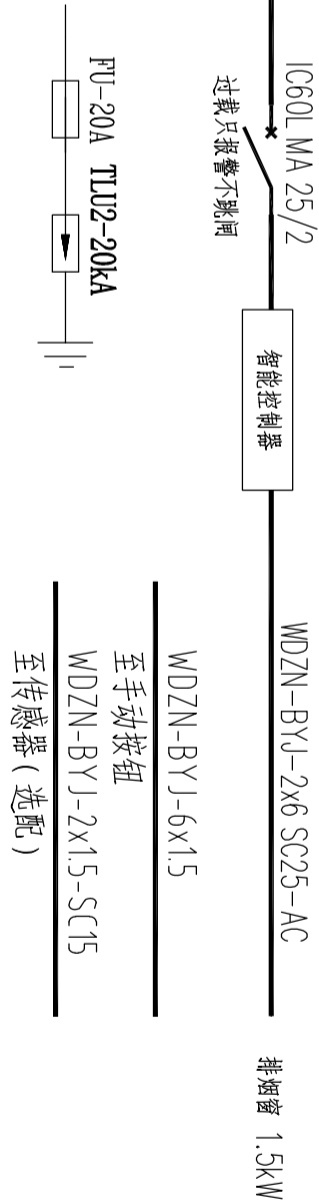 IC60L MA 25/2
过载只报警不跳闸
智能控制器
WDZN-BYJ-2x6 SC25-AC
排烟窗 1.5kW
WDZN-BYJ-6x1.5
至手动按钮
FU-20A
TLU2-20kA
WDZN-BYJ-2x1.5-SC15
至传感器(选配)